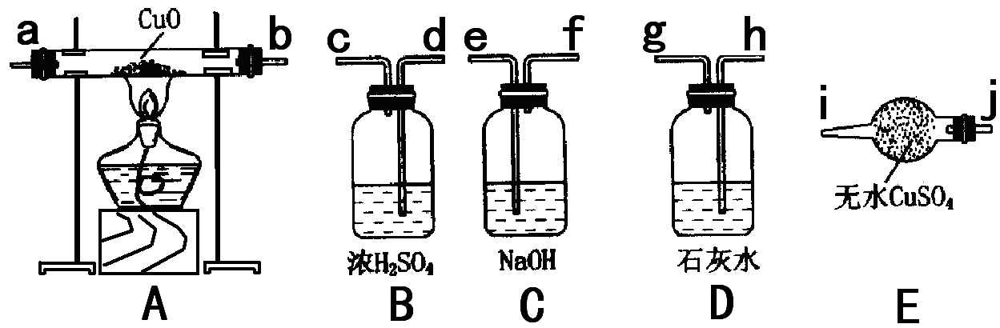 CuO
a b c d e f g h i j
浓H₂SO₄ NaOH 石灰水 无水CuSO₄
A B C D E